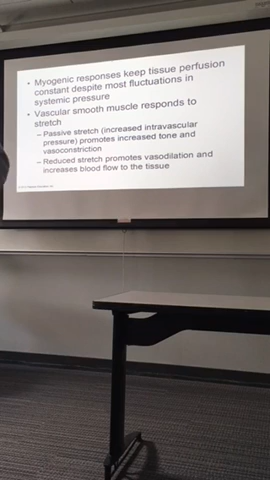 • Myogenic responses keep tissue perfusion
constant despite most fluctuations in
systemic pressure
• Vascular smooth muscle responds to
stretch
– Passive stretch (increased intravascular
pressure) promotes increased tone and
vasoconstriction
– Reduced stretch promotes vasodilation and
increases blood flow to the tissue